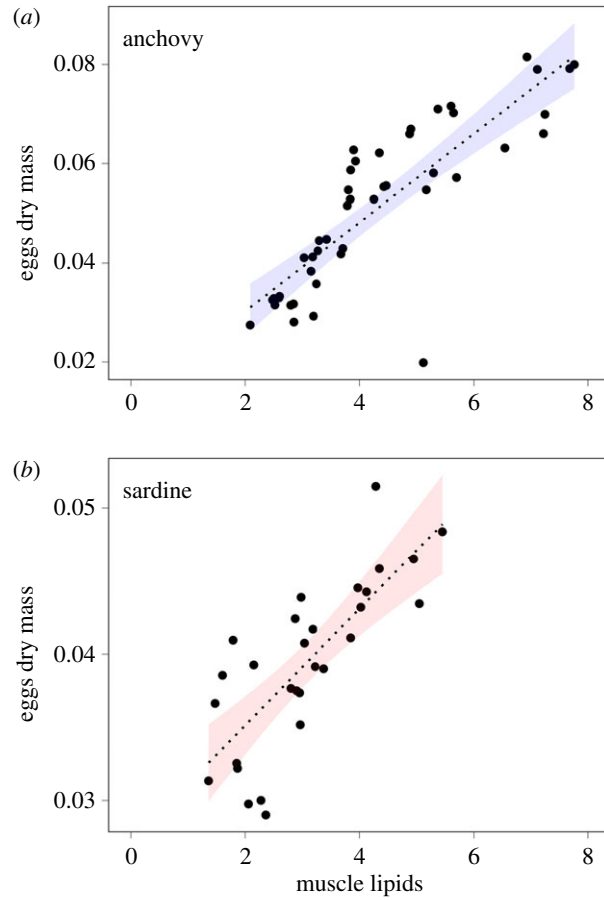 (a)
anchovy
0.08
0.06
0.04
0.02
eggs dry mass
0 2 4 6 8
(b)
sardine
0.05
0.04
0.03
eggs dry mass
0 2 4 6 8
muscle lipids